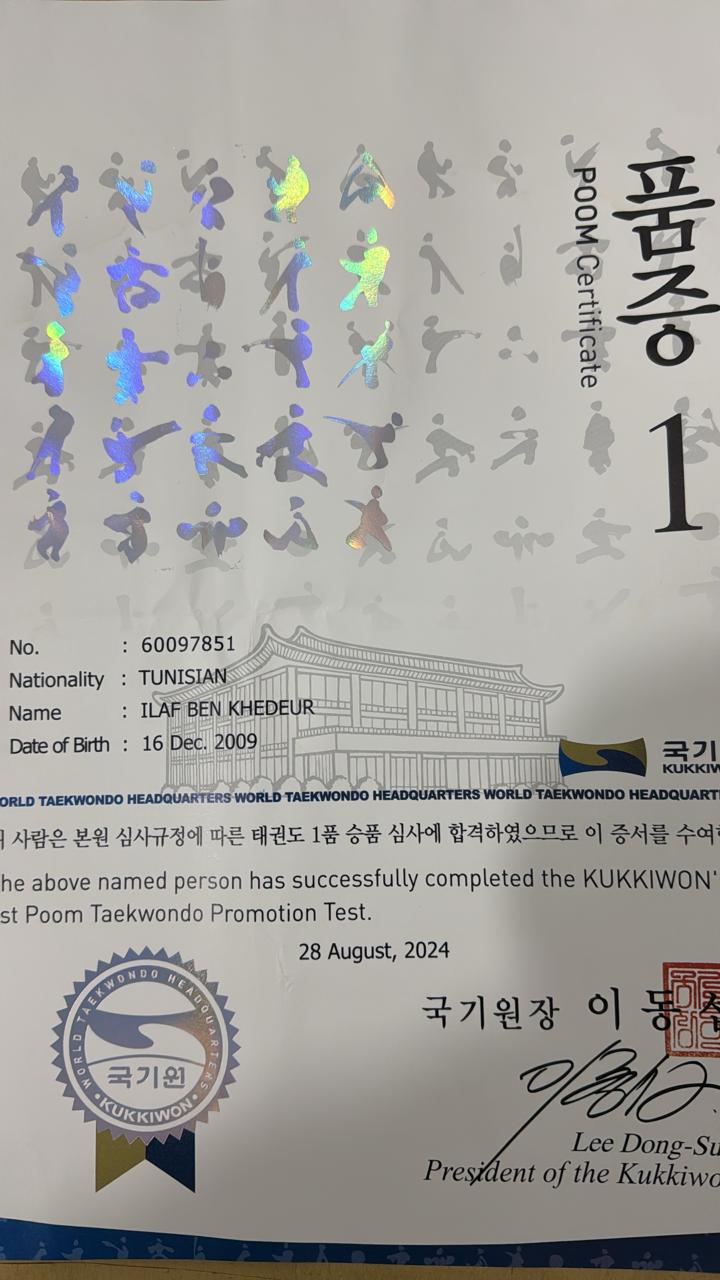 품증
POOM Certificate
1
No. : 60097851
Nationality : TUNISIAN
Name : ILAF BEN KHEDEUR
Date of Birth : 16 Dec. 2009
국기
KUKKIW
ORLD TAEKWONDO HEADQUARTERS WORLD TAEKWONDO HEADQUARTERS WORLD TAEKWONDO HEADQUART
사람은 본원 심사규정에 따른 태권도 1품 승품 심사에 합격하였으므로 이 증서를 수여
he above named person has successfully completed the KUKKIWON'
st Poom Taekwondo Promotion Test.
28 August, 2024
국기원장 이 동
WORLD TAEKWONDO HEADQUARTERS
국기원
• KUKKIWON •
Lee Dong-Su
President of the Kukkiwo